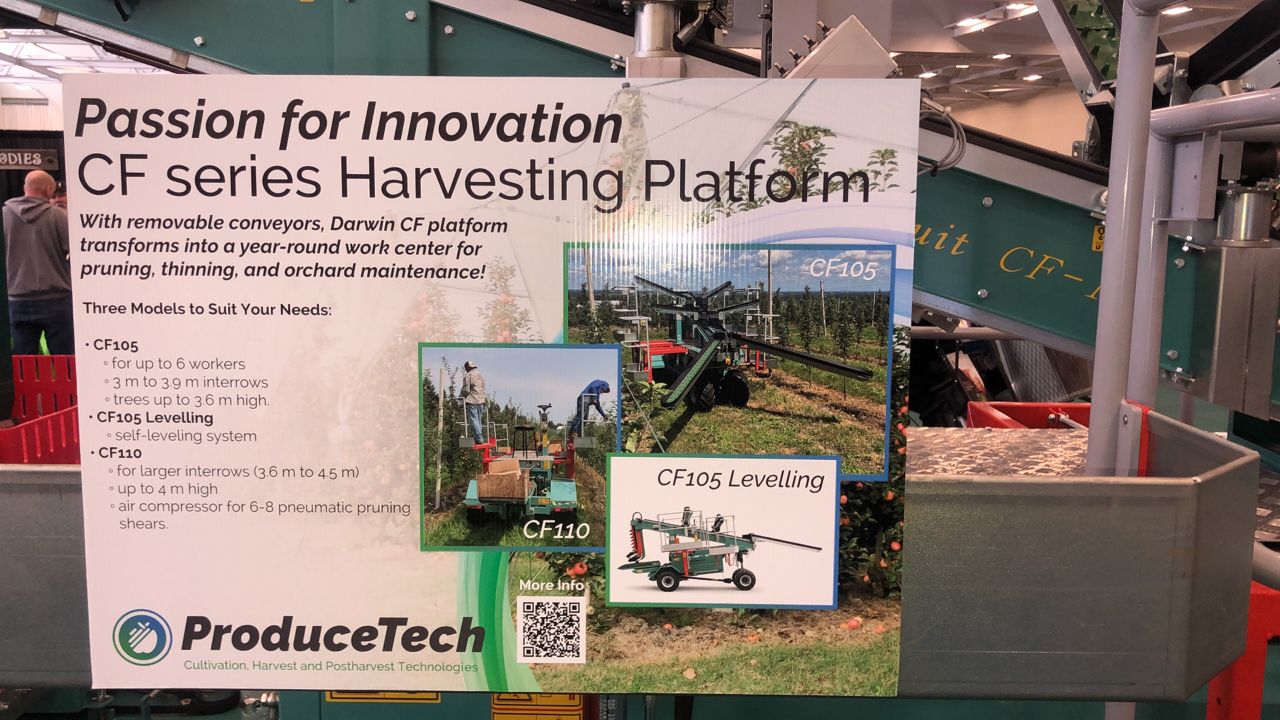 Passion for Innovation
CF series Harvesting Platform
With removable conveyors, Darwin CF platform
transforms into a year-round work center for
pruning, thinning, and orchard maintenance!
Three Models to Suit Your Needs:
• CF105
◦ for up to 6 workers
◦ 3 m to 3.9 m interrows
◦ trees up to 3.6 m high.
• CF105 Levelling
◦ self-leveling system
• CF110
◦ for larger interrows (3.6 m to 4.5 m)
◦ up to 4 m high
◦ air compressor for 6-8 pneumatic pruning
shears.
CF105
CF110
CF105 Levelling
More Info
ProduceTech
Cultivation, Harvest and Postharvest Technologies
ODIES
uit CF-1